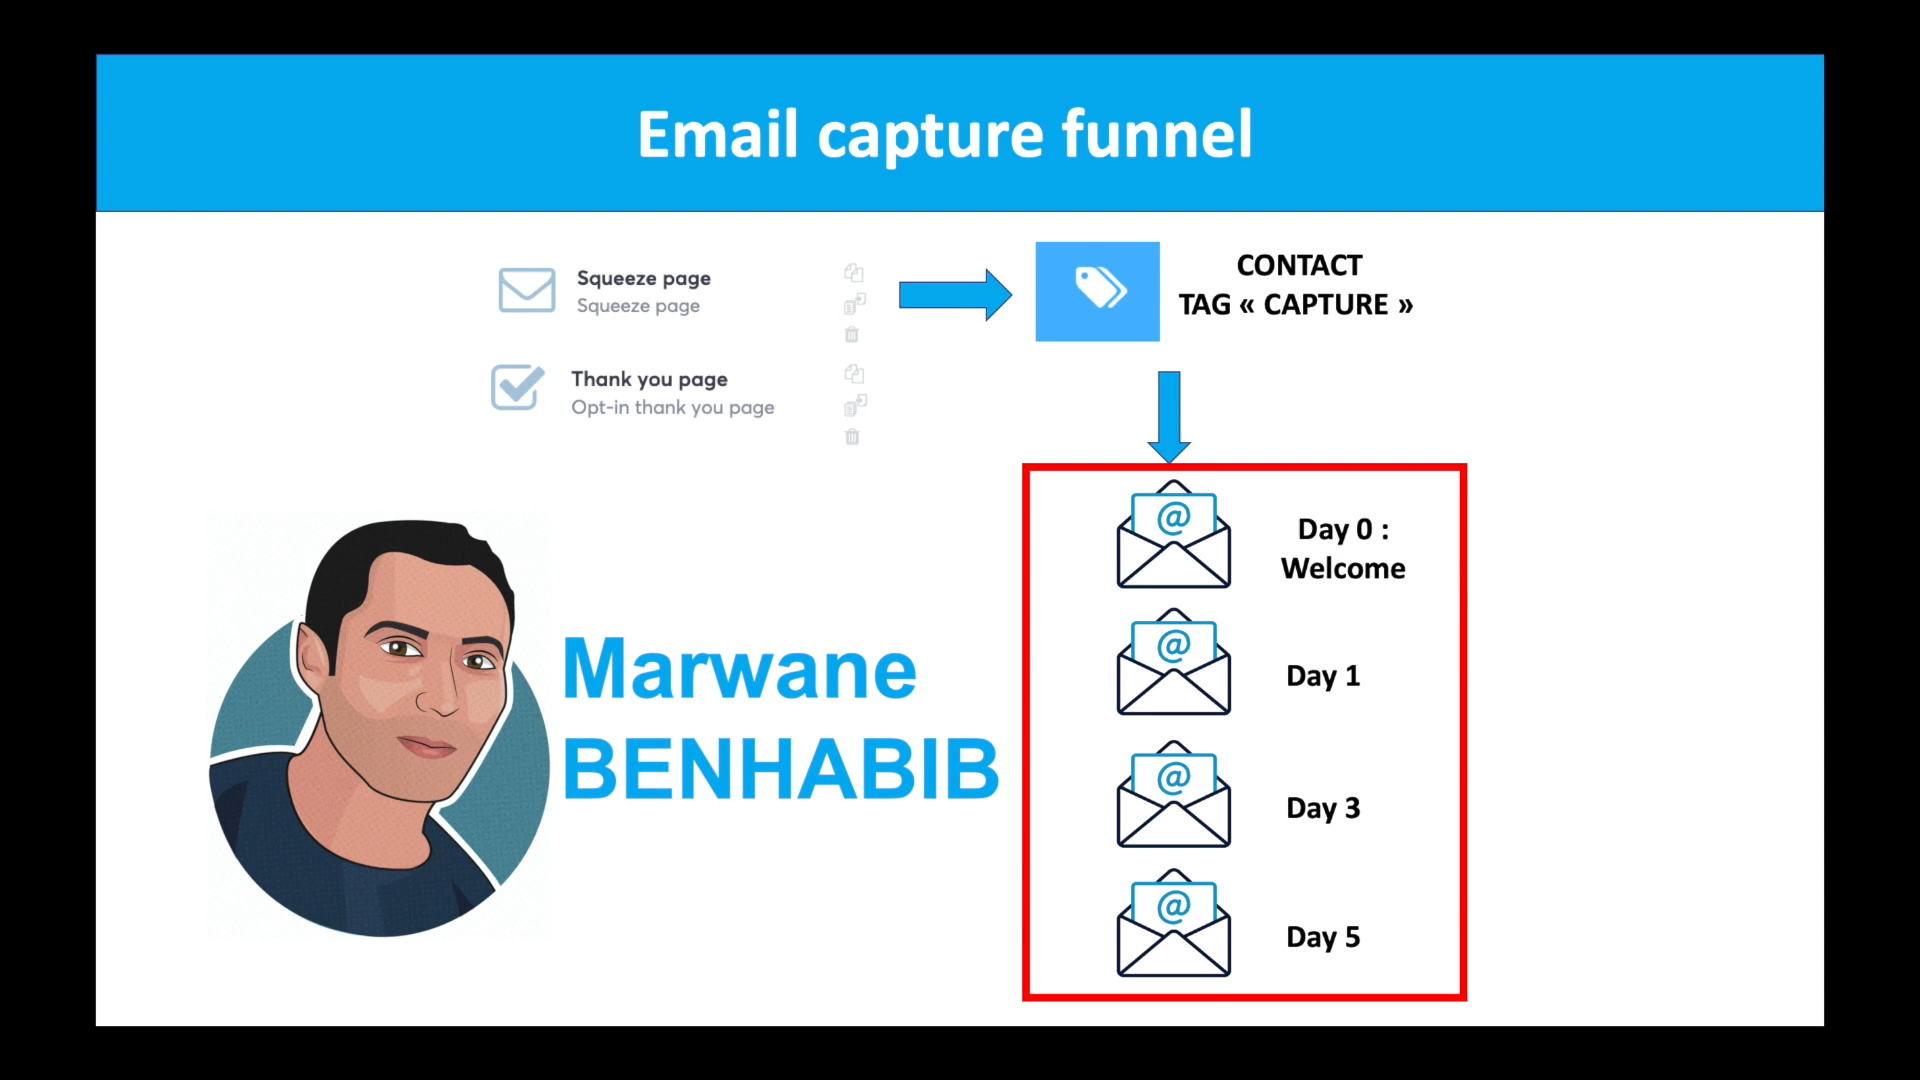 Email capture funnel
Squeeze page
Squeeze page
Thank you page
Opt-in thank you page
CONTACT
TAG « CAPTURE »
Marwane
BENHABIB
@
Day 0 :
Welcome
@
Day 1
@
Day 3
@
Day 5